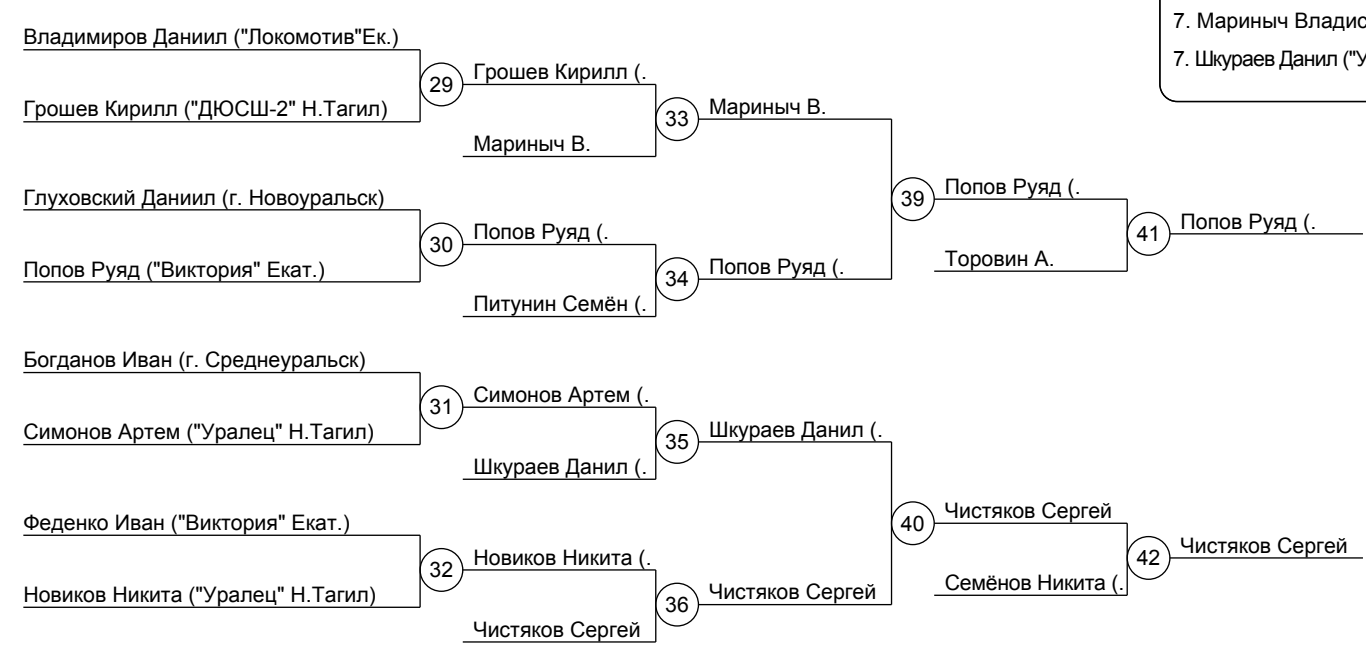 7. Мариныч Владис
7. Шкураев Данил ("У
Владимиров Даниил ("Локомотив"Ек.)
29
Грошев Кирилл (.
Грошев Кирилл ("ДЮСШ-2" Н.Тагил)
33
Мариныч В.
Мариныч В.
Глуховский Даниил (г. Новоуральск)
39
Попов Руяд (.
30
Попов Руяд (.
41
Попов Руяд (.
Попов Руяд ("Виктория" Екат.)
34
Попов Руяд (.
Торовин А.
Питунин Семён (.
Богданов Иван (г. Среднеуральск)
31
Симонов Артем (.
Симонов Артем ("Уралец" Н.Тагил)
35
Шкураев Данил (.
Шкураев Данил (.
Феденко Иван ("Виктория" Екат.)
40
Чистяков Сергей
32
Новиков Никита (.
42
Чистяков Сергей
Новиков Никита ("Уралец" Н.Тагил)
36
Чистяков Сергей
Семёнов Никита (.
Чистяков Сергей